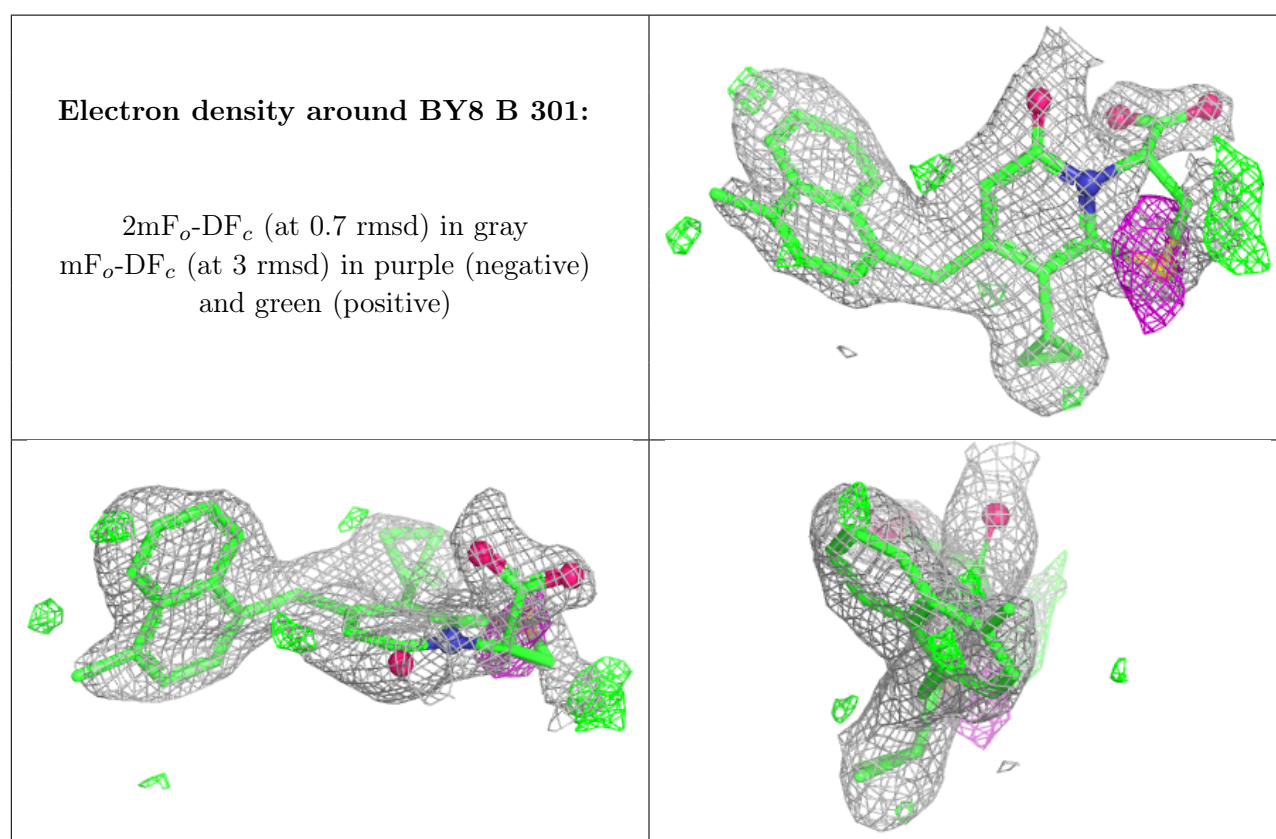 Electron density around BY8 B 301:
2mFo-DFc (at 0.7 rmsd) in gray
mFo-DFc (at 3 rmsd) in purple (negative)
and green (positive)